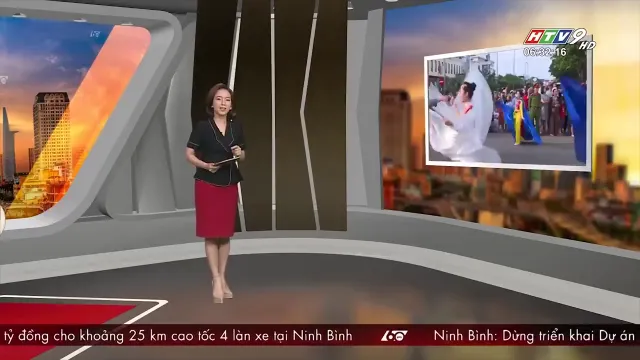 HTV9 HD
06:32:16
tỷ đồng cho khoảng 25 km cao tốc 4 làn xe tại Ninh Bình 60 Ninh Bình: Dừng triển khai Dự án